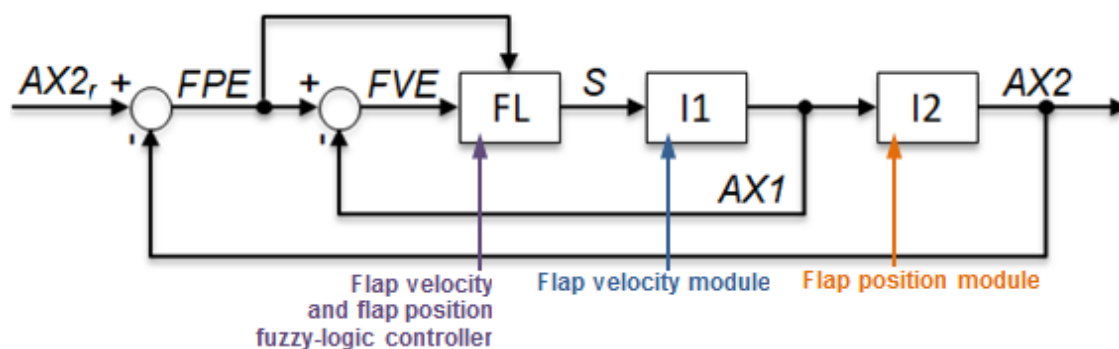 AX2r + FPE + FVE FL S I1 I2 AX2
- -
AX1
Flap velocity
and flap position
fuzzy-logic controller
Flap velocity module
Flap position module